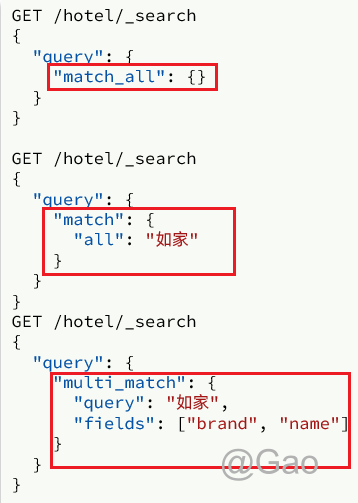 GET /hotel/_search
{
  "query": {
    "match_all": {}
  }
}
GET /hotel/_search
{
  "query": {
    "match": {
      "all": "如家"
    }
  }
}
GET /hotel/_search
{
  "query": {
    "multi_match": {
      "query": "如家",
      "fields": ["brand", "name"]
    }
  }
}
@Gao